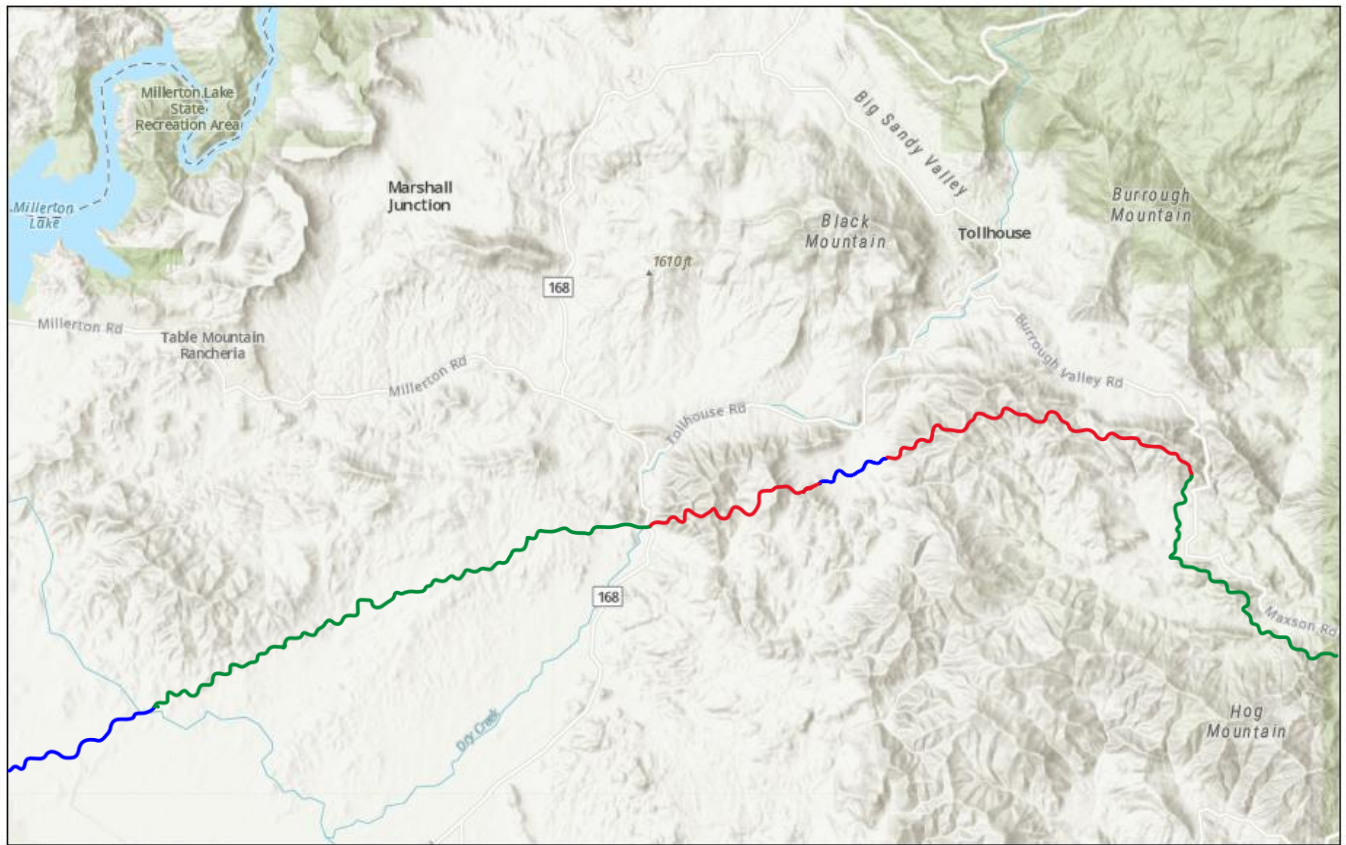 Millerton Lake
State
Recreation Area
Big Sandy Valley
Marshall
Junction
Burrough
Mountain
Millerton
Lake
Black
Mountain
Tollhouse
1610 ft
168
Millerton Rd
Table Mountain
Rancheria
Burrough Valley Rd
Millerton Rd
Tollhouse Rd
168
Maxson Rd
Dry Creek
Hog
Mountain